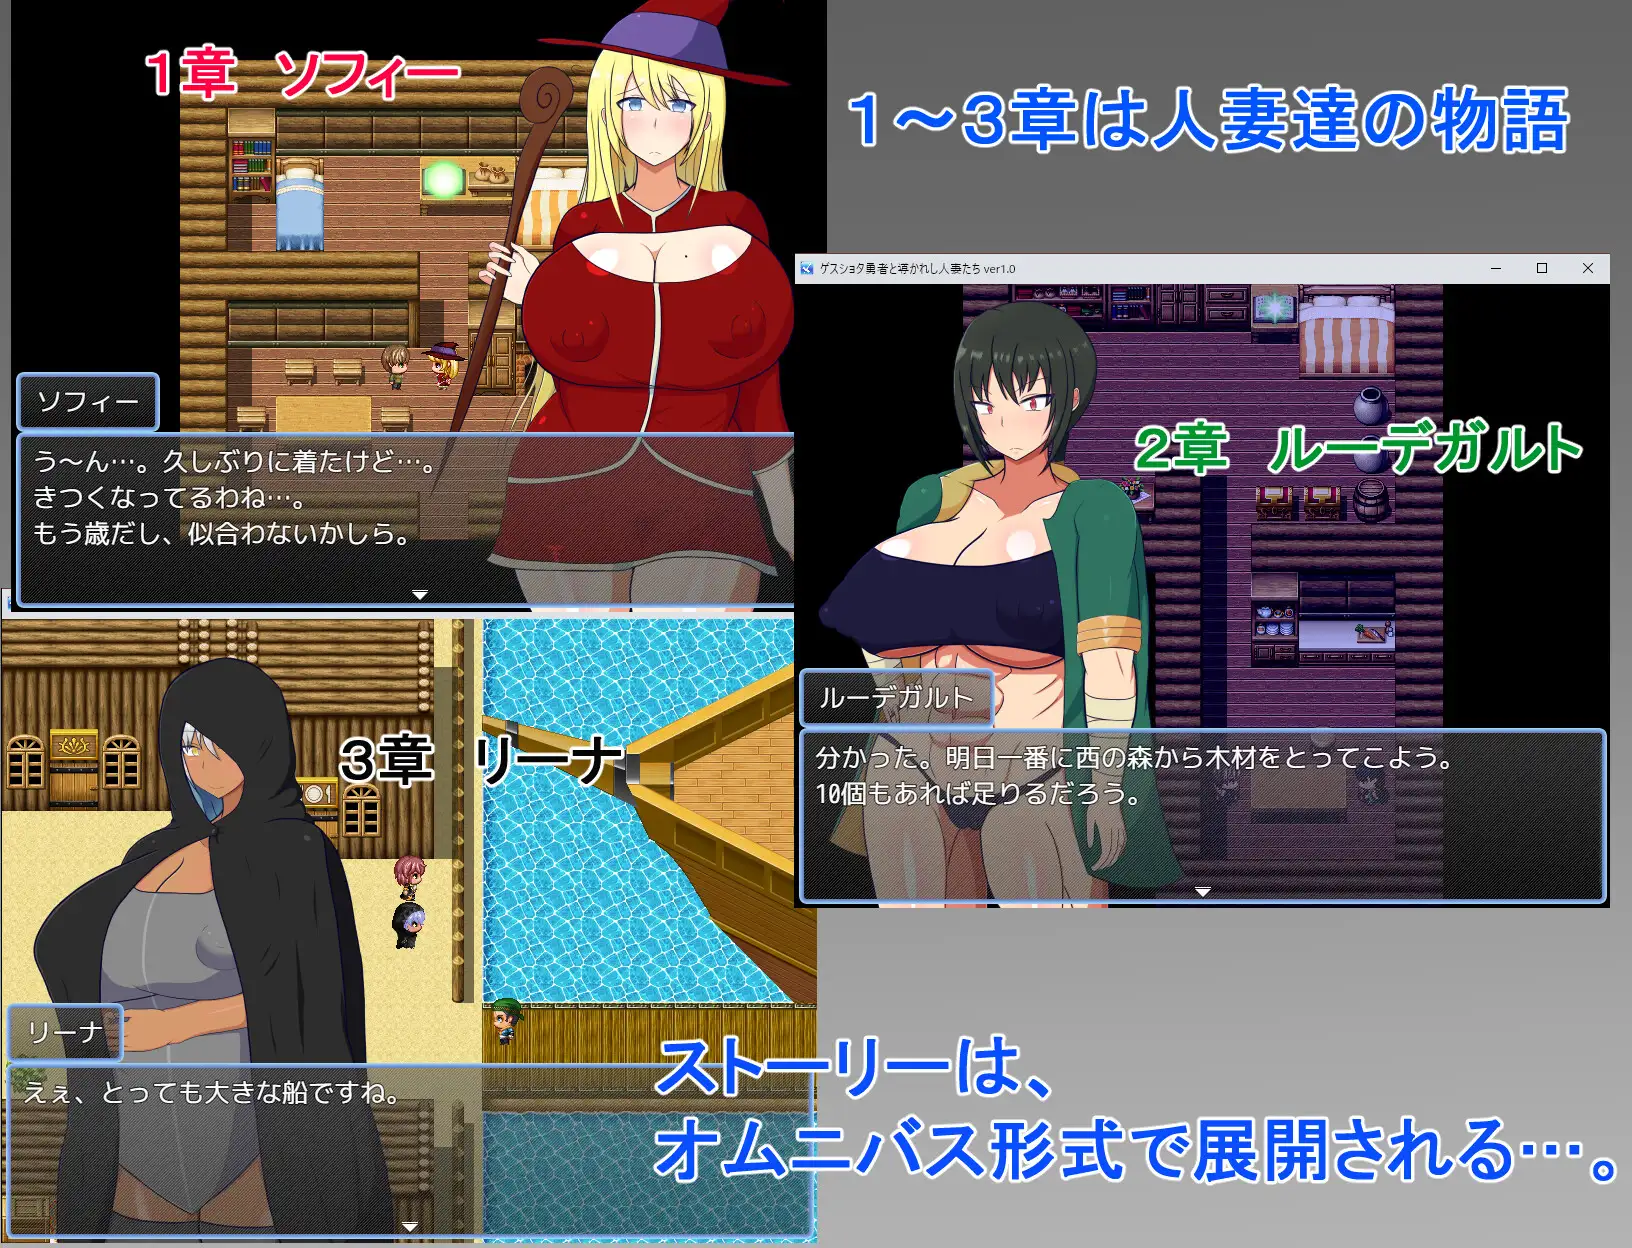 1章 ソフィー
1～3章は人妻達の物語
ソフィー
う～ん…。久しぶりに着たけど…。
きつくなってるわね…。
もう歳だし、似合わないかしら。
ゲスショタ勇者と導かれし人妻たち ver1.0
2章 ルーデガルト
ルーデガルト
分かった。明日一番に西の森から木材をとってこよう。
10個もあれば足りるだろう。
3章 リーナ
リーナ
えぇ、とっても大きな船ですね。
ストーリーは、
オムニバス形式で展開される…。